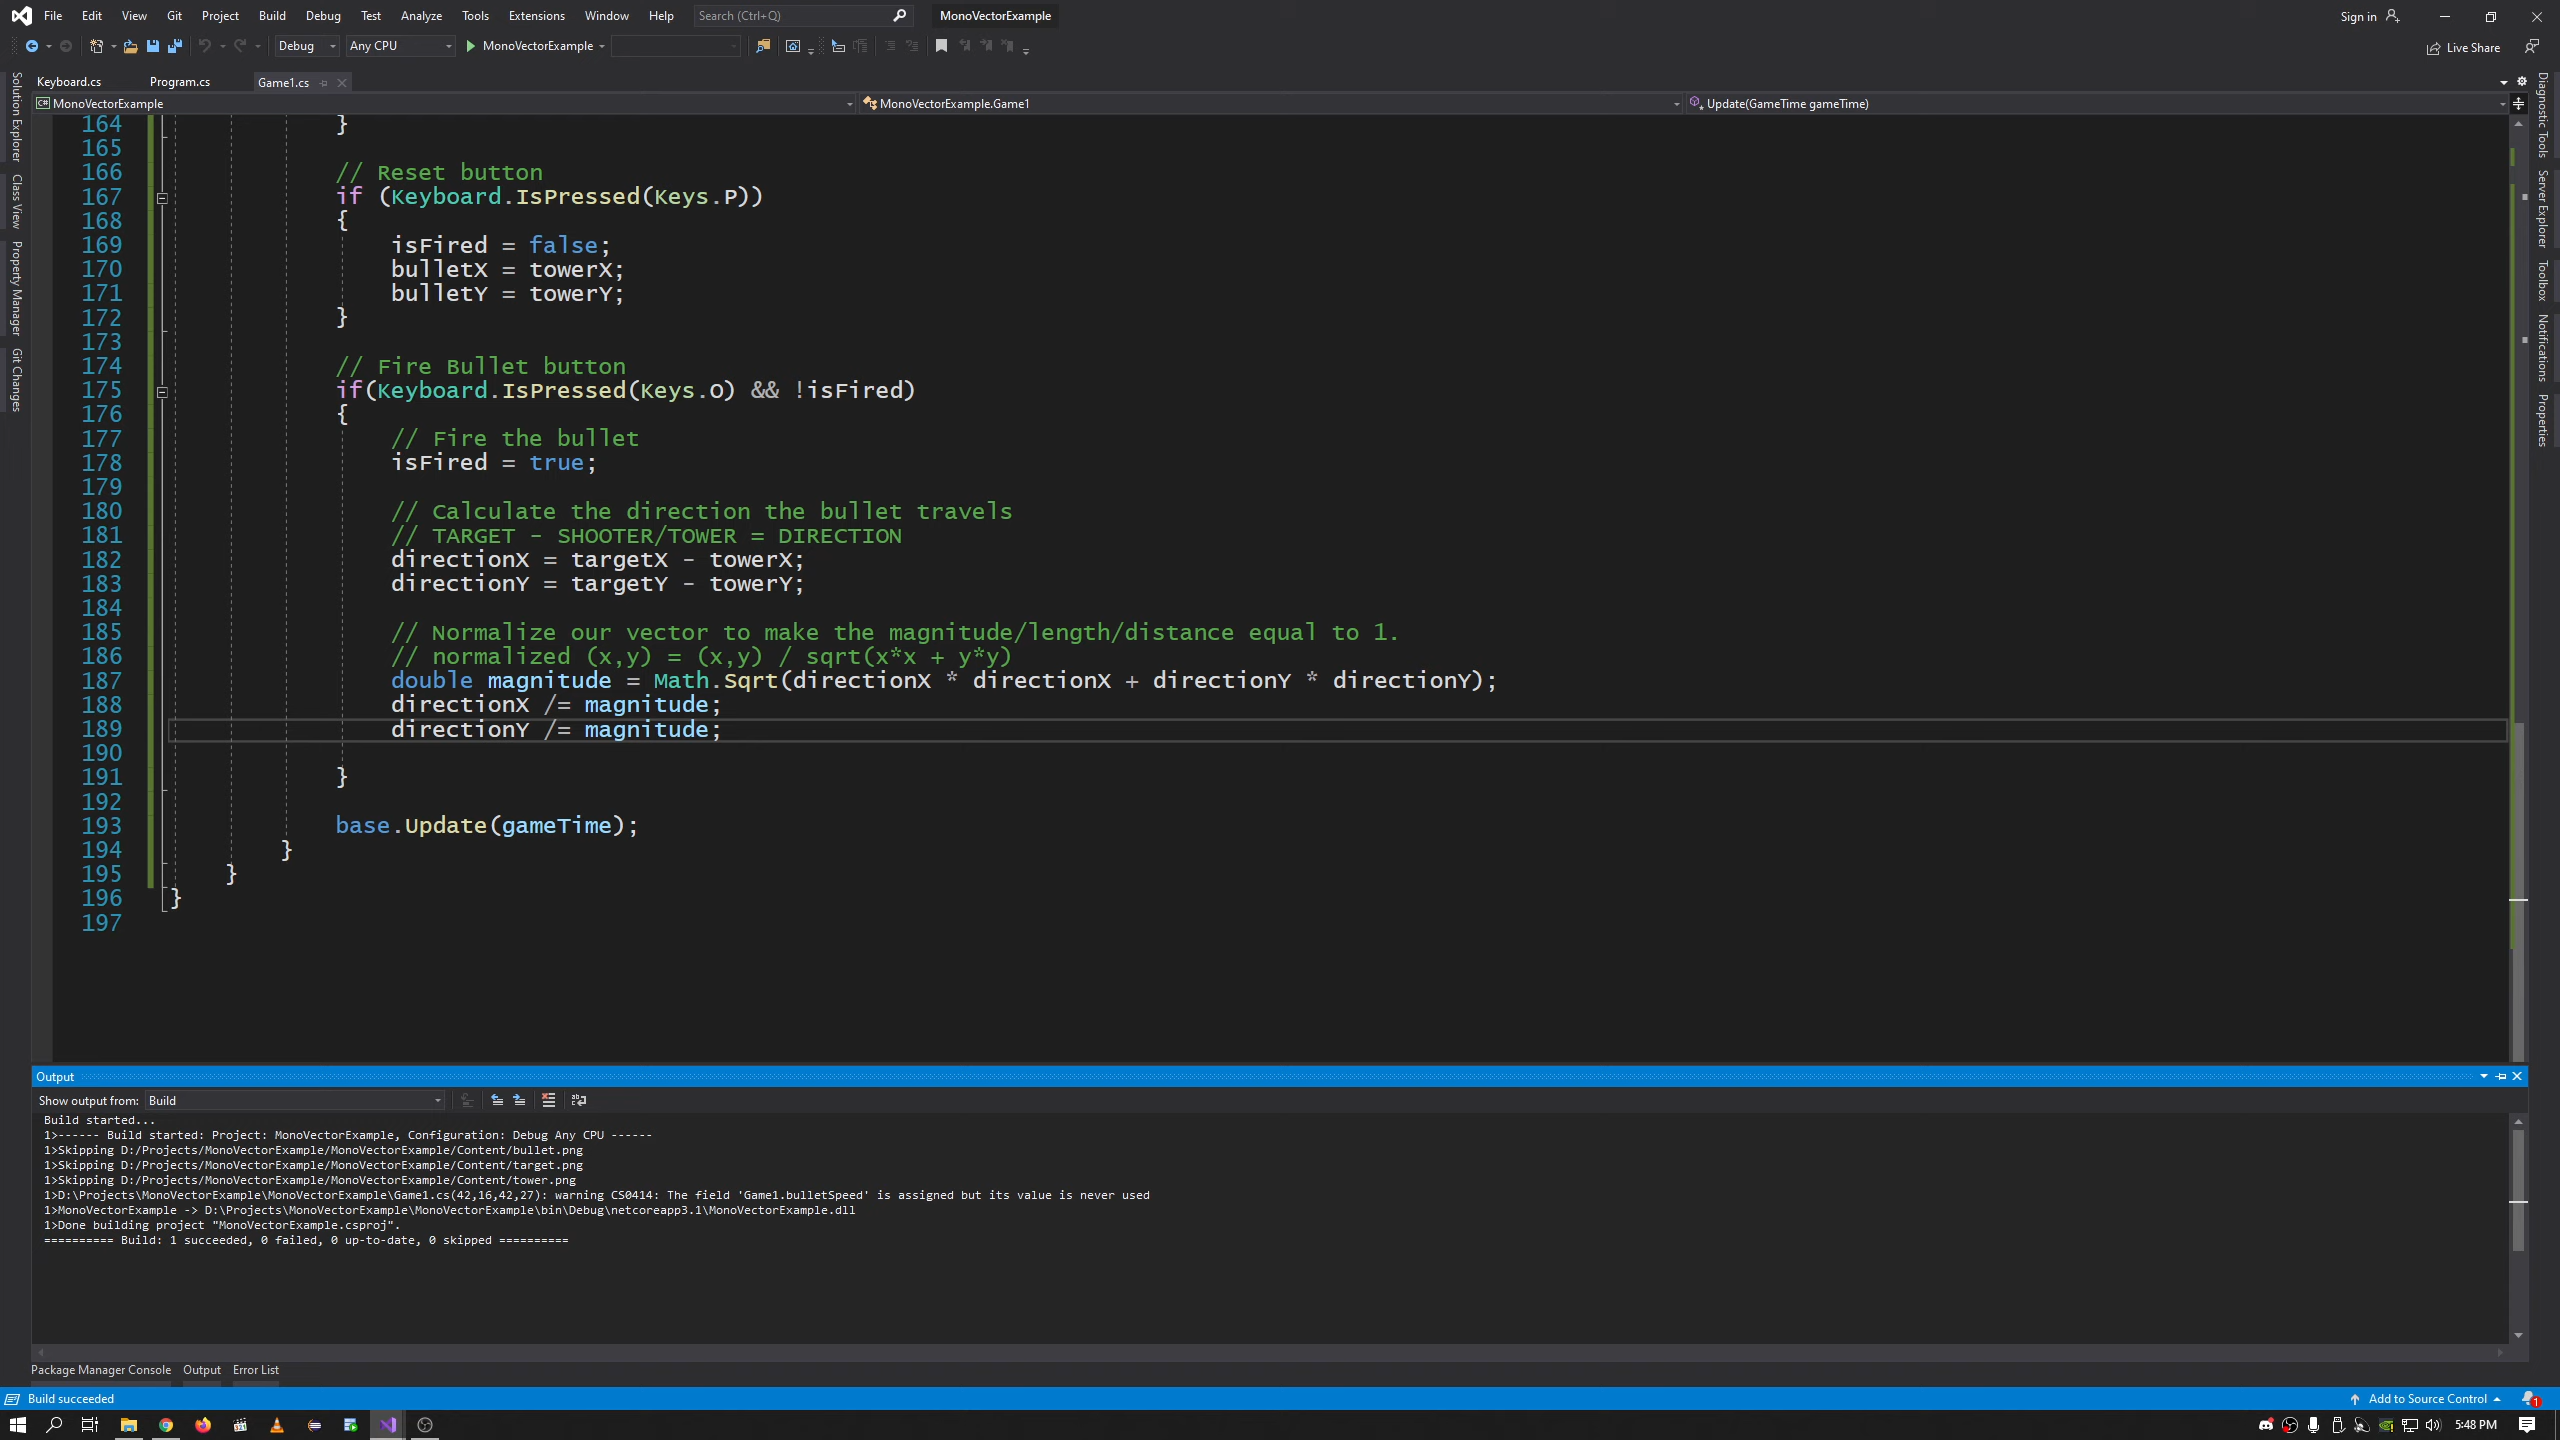 File Edit View Git Project Build Debug Test Analyze Tools Extensions Window Help Search (Ctrl+Q) MonoVectorExample Sign in
Debug Any CPU MonoVectorExample Live Share
Keyboard.cs Program.cs Game1.cs
C# MonoVectorExample MonoVectorExample.Game1 Update(GameTime gameTime)
Solution Explorer
Class View
Property Manager
Git Changes
164 }
165
166 // Reset button
167 if (Keyboard.IsPressed(Keys.P))
168 {
169 isFired = false;
170 bulletX = towerX;
171 bulletY = towerY;
172 }
173
174 // Fire Bullet button
175 if(Keyboard.IsPressed(Keys.O) && !isFired)
176 {
177 // Fire the bullet
178 isFired = true;
179
180 // Calculate the direction the bullet travels
181 // TARGET - SHOOTER/TOWER = DIRECTION
182 directionX = targetX - towerX;
183 directionY = targetY - towerY;
184
185 // Normalize our vector to make the magnitude/length/distance equal to 1.
186 // normalized (x,y) = (x,y) / sqrt(x*x + y*y)
187 double magnitude = Math.Sqrt(directionX * directionX + directionY * directionY);
188 directionX /= magnitude;
189 directionY /= magnitude;
190
191 }
192
193 base.Update(gameTime);
194 }
195 }
196 }
197
Diagnostic Tools
Server Explorer
Toolbox
Notifications
Properties
Output
Show output from: Build
Build started...
1>------ Build started: Project: MonoVectorExample, Configuration: Debug Any CPU ------
1>Skipping D:/Projects/MonoVectorExample/MonoVectorExample/Content/bullet.png
1>Skipping D:/Projects/MonoVectorExample/MonoVectorExample/Content/target.png
1>Skipping D:/Projects/MonoVectorExample/MonoVectorExample/Content/tower.png
1>D:\Projects\MonoVectorExample\MonoVectorExample\Game1.cs(42,16,42,27): warning CS0414: The field 'Game1.bulletSpeed' is assigned but its value is never used
1>MonoVectorExample -> D:\Projects\MonoVectorExample\MonoVectorExample\bin\Debug\netcoreapp3.1\MonoVectorExample.dll
1>Done building project "MonoVectorExample.csproj".
========== Build: 1 succeeded, 0 failed, 0 up-to-date, 0 skipped ==========
Package Manager Console Output Error List
Build succeeded Add to Source Control 1
5:48 PM